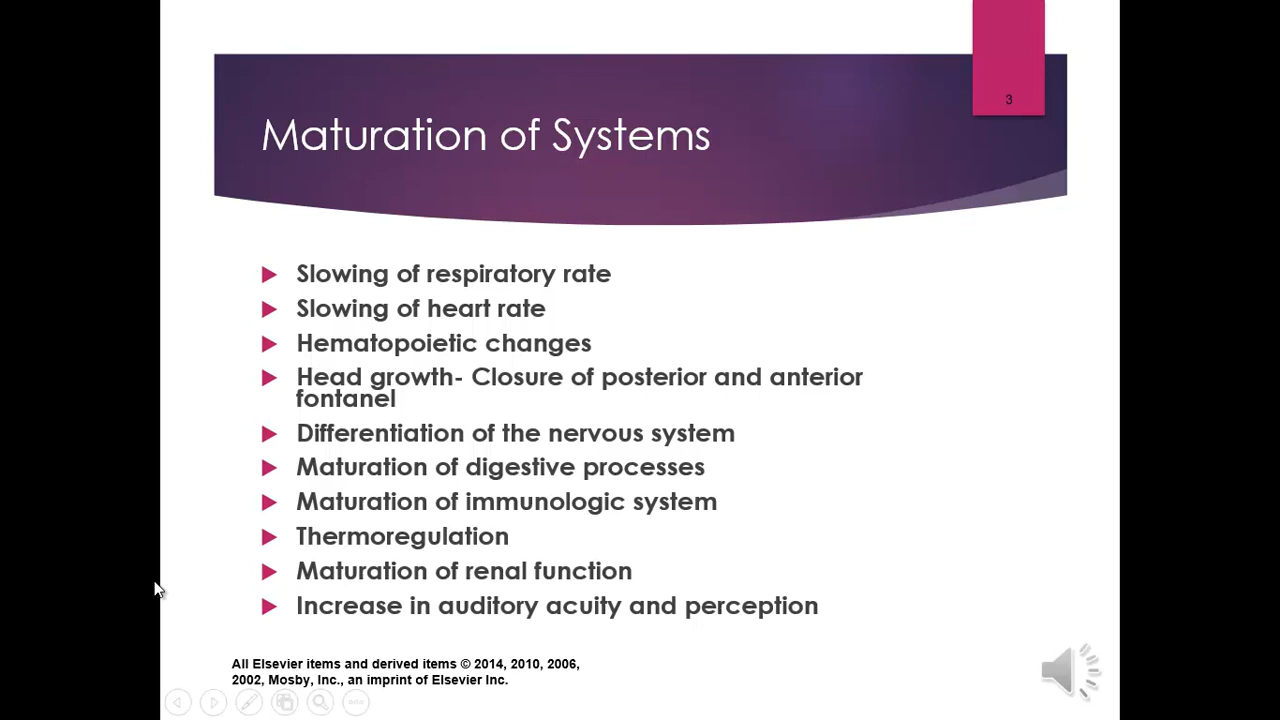 3
Maturation of Systems
Slowing of respiratory rate
Slowing of heart rate
Hematopoietic changes
Head growth- Closure of posterior and anterior
fontanel
Differentiation of the nervous system
Maturation of digestive processes
Maturation of immunologic system
Thermoregulation
Maturation of renal function
Increase in auditory acuity and perception
All Elsevier items and derived items © 2014, 2010, 2006,
2002, Mosby, Inc., an imprint of Elsevier Inc.